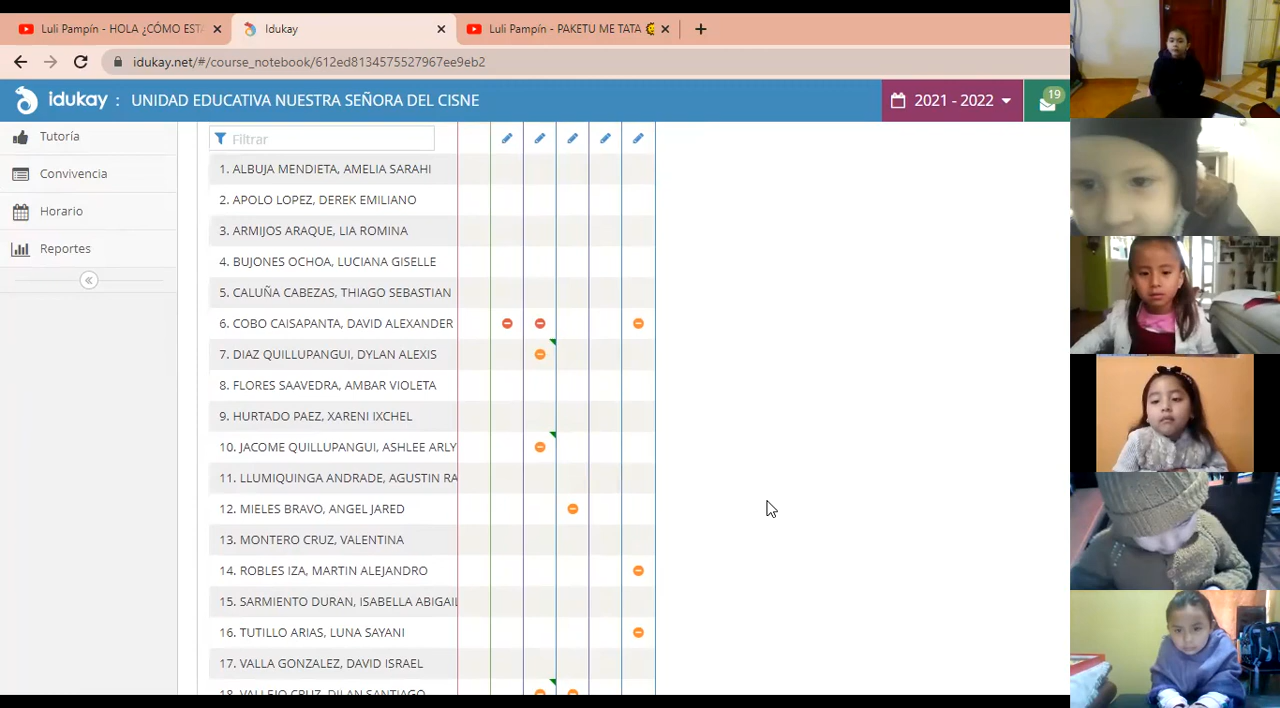 Luli Pampín - HOLA ¿CÓMO EST
Idukay
Luli Pampín - PAKETU ME TATA
idukay.net/#/course_notebook/612ed8134575527967ee9eb2
idukay : UNIDAD EDUCATIVA NUESTRA SEÑORA DEL CISNE
2021 - 2022
19
Tutoría
Convivencia
Horario
Reportes
Filtrar
1. ALBUJA MENDIETA, AMELIA SARAHI
2. APOLO LOPEZ, DEREK EMILIANO
3. ARMIJOS ARAQUE, LIA ROMINA
4. BUJONES OCHOA, LUCIANA GISELLE
5. CALUÑA CABEZAS, THIAGO SEBASTIAN
6. COBO CAISAPANTA, DAVID ALEXANDER
7. DIAZ QUILLUPANGUI, DYLAN ALEXIS
8. FLORES SAAVEDRA, AMBAR VIOLETA
9. HURTADO PAEZ, XARENI IXCHEL
10. JACOME QUILLUPANGUI, ASHLEE ARLY
11. LLUMIQUINGA ANDRADE, AGUSTIN RA
12. MIELES BRAVO, ANGEL JARED
13. MONTERO CRUZ, VALENTINA
14. ROBLES IZA, MARTIN ALEJANDRO
15. SARMIENTO DURAN, ISABELLA ABIGAIL
16. TUTILLO ARIAS, LUNA SAYANI
17. VALLA GONZALEZ, DAVID ISRAEL
18. VALLEJO CRUZ, DILAN SANTIAGO